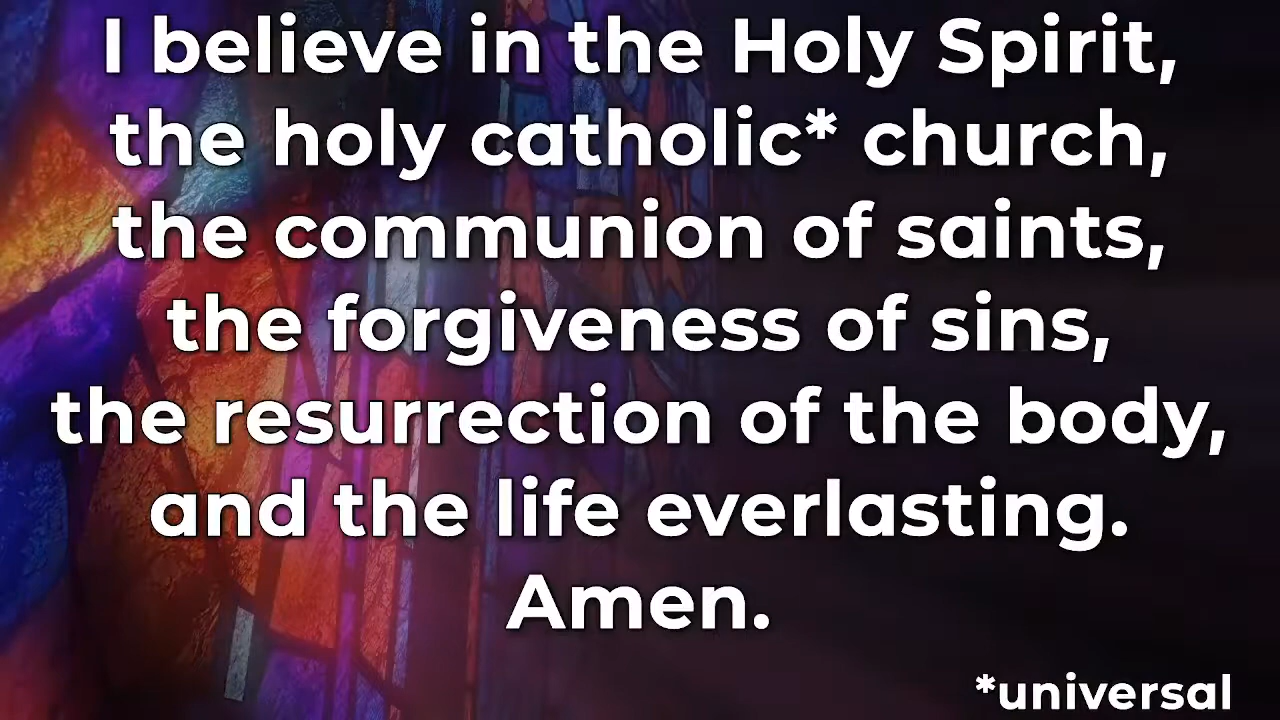 I believe in the Holy Spirit,
the holy catholic* church,
the communion of saints,
the forgiveness of sins,
the resurrection of the body,
and the life everlasting.
Amen.
*universal